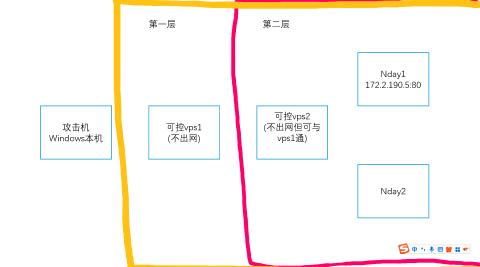 第一层
第二层
攻击机
Windows本机
可控vps1
(不出网)
可控vps2
(不出网但可与
vps1通)
Nday1
172.2.190.5:80
Nday2
中